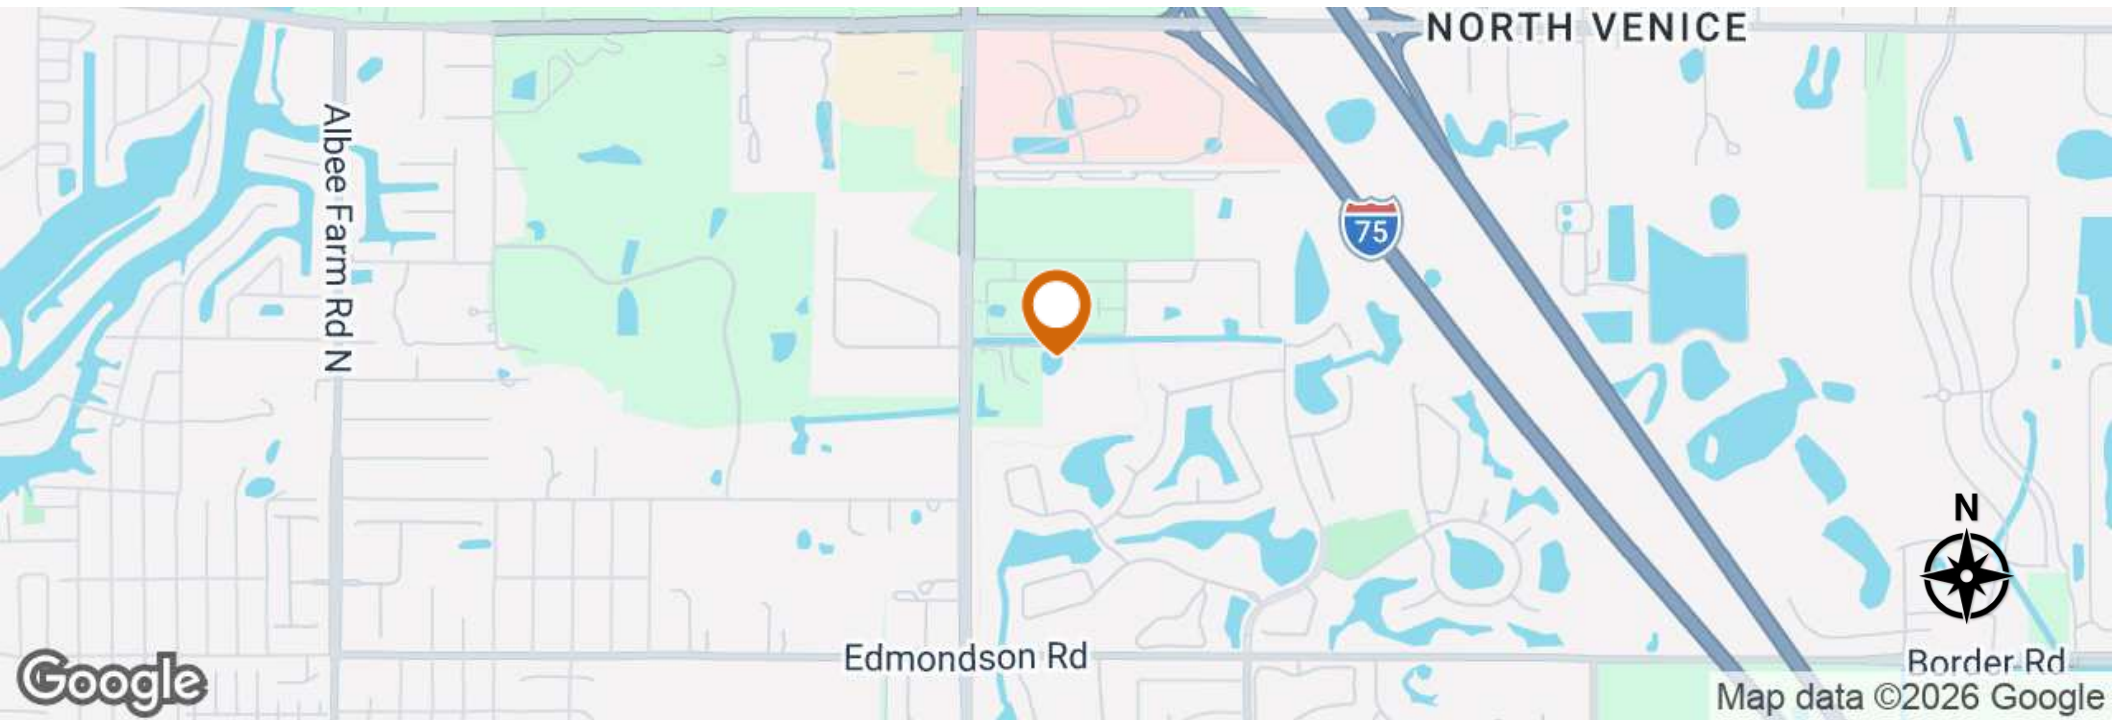 NORTH VENICE
Albee Farm Rd N
75
N
Edmondson Rd
Border Rd
Google
Map data ©2026 Google